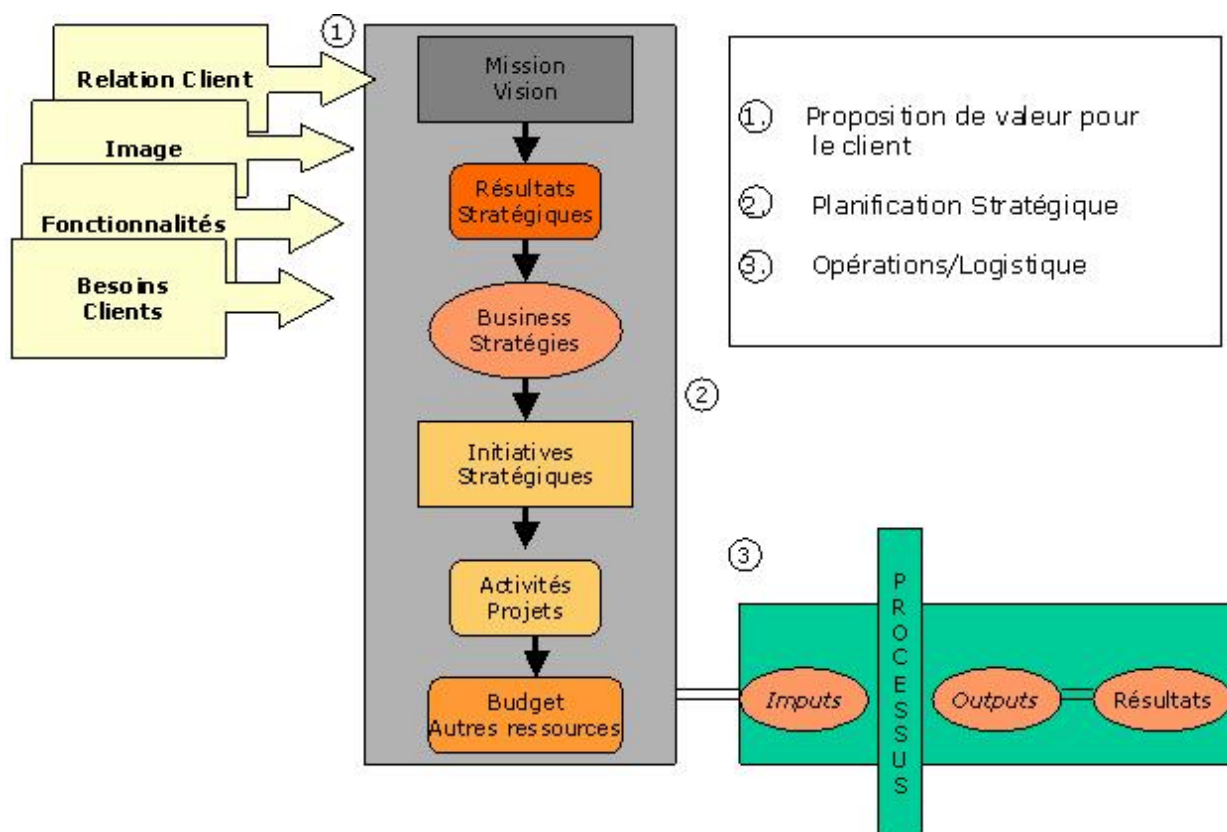 Relation Client
Image
Fonctionnalités
Besoins
Clients
1
Mission
Vision
Résultats
Stratégiques
Business
Stratégies
Initiatives
Stratégiques
Activités
Projets
Budget
Autres ressources
2
1. Proposition de valeur pour
le client
2. Planification Stratégique
3. Opérations/Logistique
3
Imputs
PROCESSUS
Outputs
Résultats